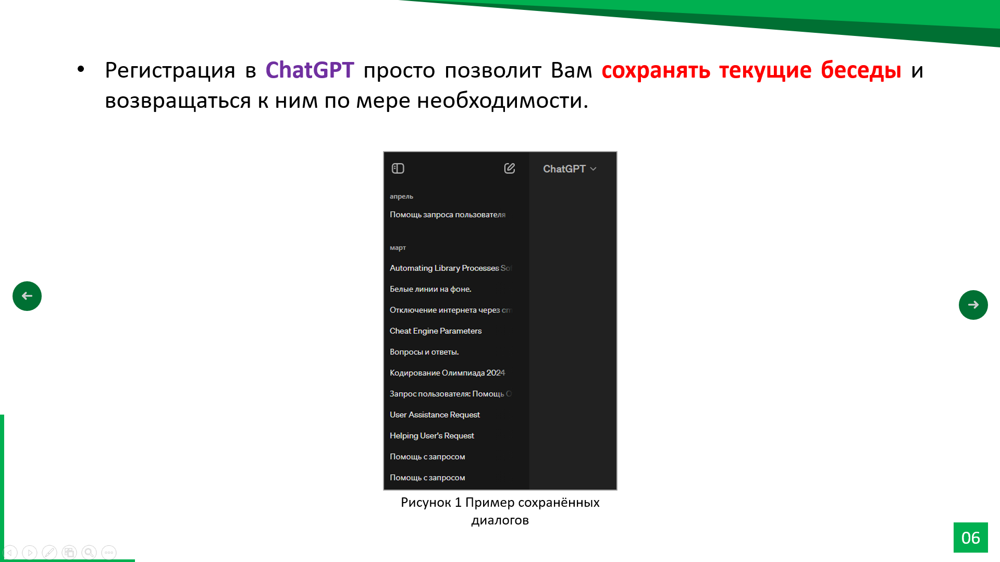 • Регистрация в ChatGPT просто позволит Вам сохранять текущие беседы и
возвращаться к ним по мере необходимости.
ChatGPT
апрель
Помощь запроса пользователя
март
Automating Library Processes
Белые линии на фоне.
Отключение интернета через
Cheat Engine Parameters
Вопросы и ответы.
Кодирование Олимпиада 2024
Запрос пользователя: Помощь
User Assistance Request
Helping User's Request
Помощь с запросом
Помощь с запросом
Рисунок 1 Пример сохранённых
диалогов
06